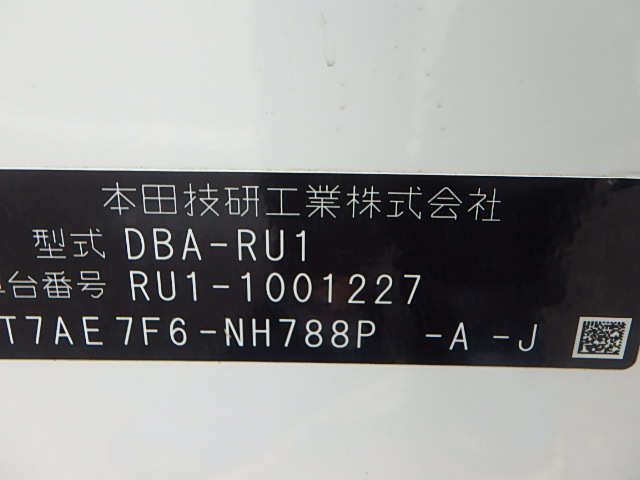 本田技研工業株式会社
型式 DBA-RU1
台番号 RU1-1001227
T7AE7F6-NH788P -A -J